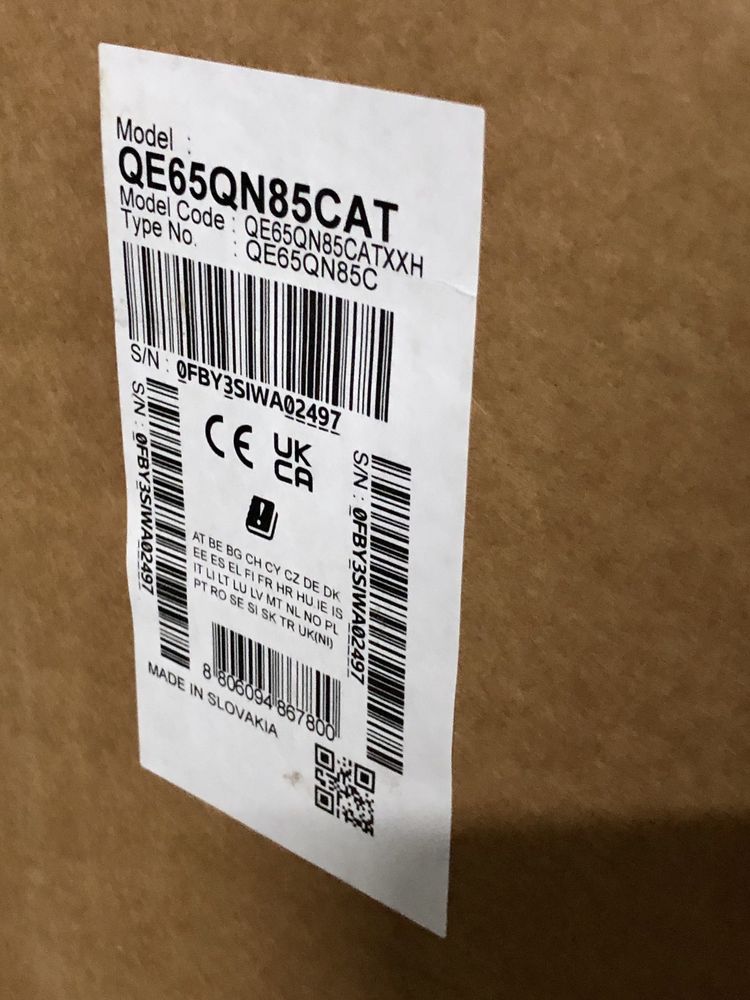 Model :
QE65QN85CAT
Model Code : QE65QN85CATXXH
Type No. : QE65QN85C
S/N : 0FBY3SIWA02497
S/N : 0FBY3SIWA02497
CE UK
CA
S/N : 0FBY3SIWA02497
AT BE BG CH CY CZ DE DK
EE ES EL FI FR HR HU IE IS
IT LI LT LU LV MT NL NO PL
PT RO SE SI SK TR UK(NI)
8 806094 867800
MADE IN SLOVAKIA